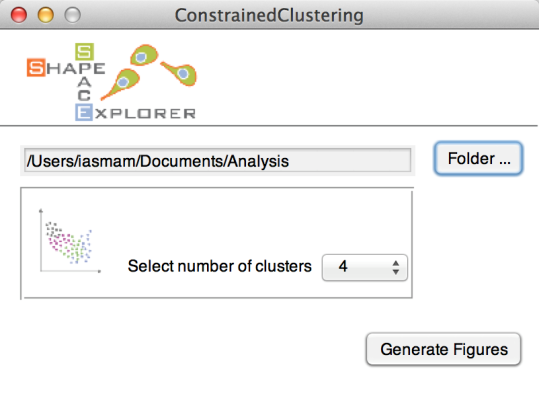 ConstrainedClustering
SHAPE
SPACE
EXPLORER
/Users/iasmam/Documents/Analysis
Folder ...
Select number of clusters
4
Generate Figures